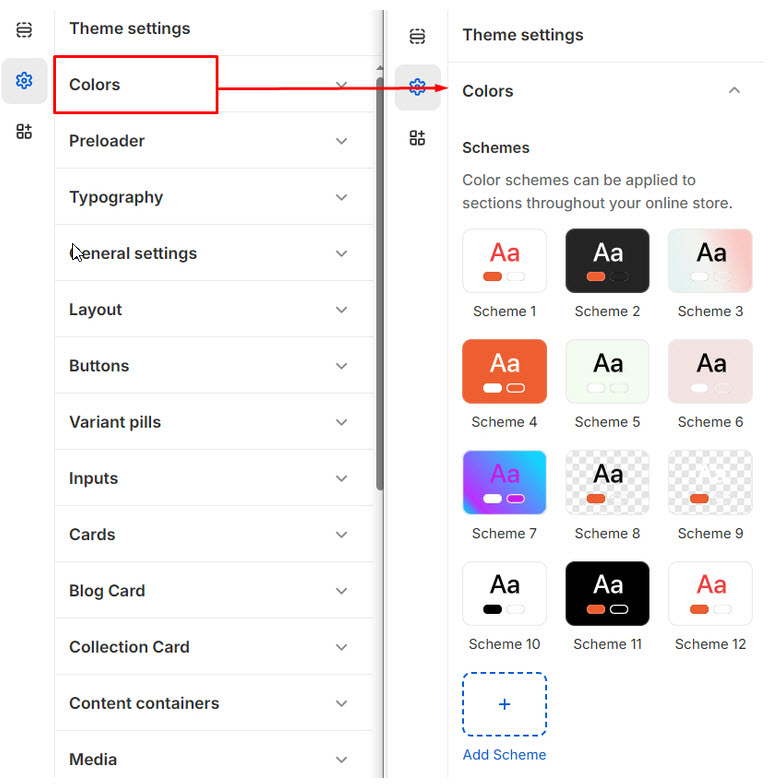 Theme settings
Colors
Preloader
Typography
General settings
Layout
Buttons
Variant pills
Inputs
Cards
Blog Card
Collection Card
Content containers
Media
Theme settings
Colors
Schemes
Color schemes can be applied to
sections throughout your online store.
Aa Aa Aa
Scheme 1 Scheme 2 Scheme 3
Aa Aa Aa
Scheme 4 Scheme 5 Scheme 6
Aa Aa Aa
Scheme 7 Scheme 8 Scheme 9
Aa Aa Aa
Scheme 10 Scheme 11 Scheme 12
+
Add Scheme